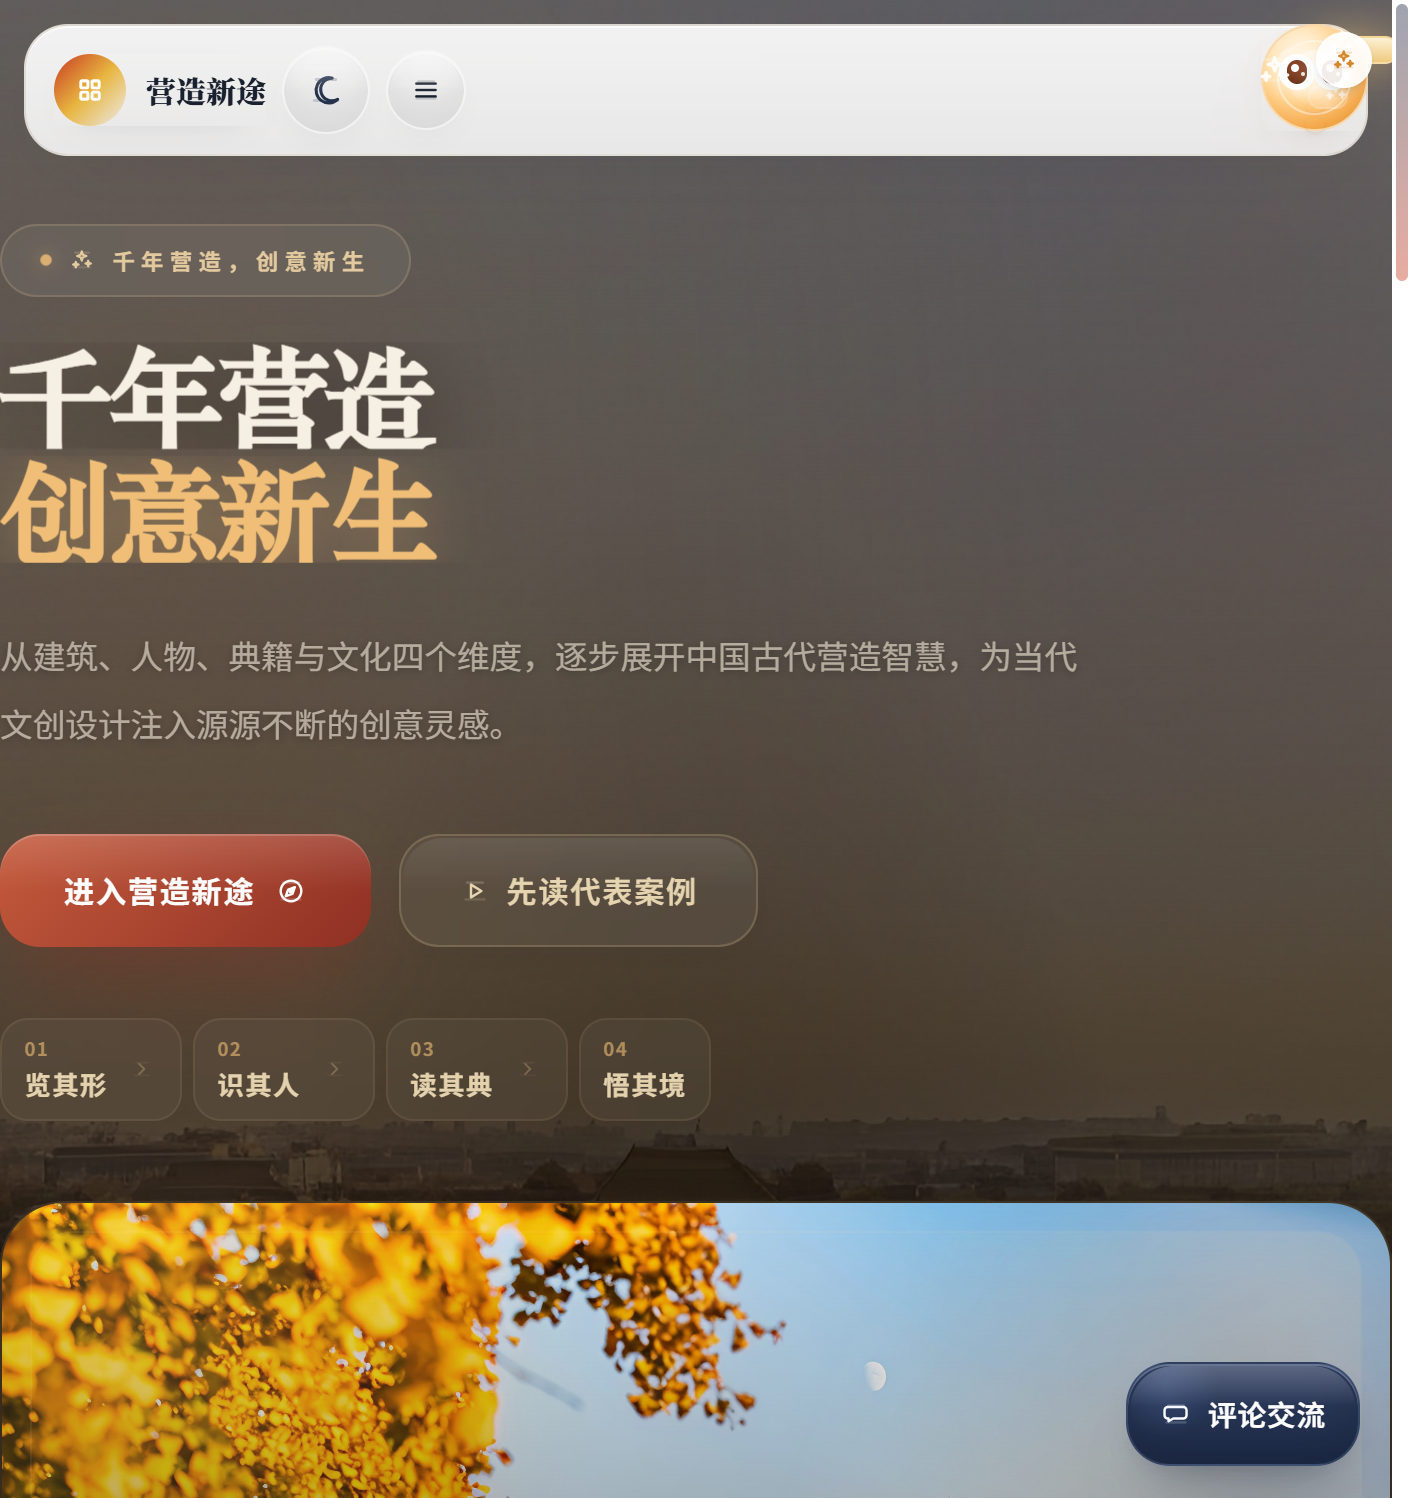 营造新途
千年营造，创意新生
千年营造
创意新生
从建筑、人物、典籍与文化四个维度，逐步展开中国古代营造智慧，为当代
文创设计注入源源不断的创意灵感。
进入营造新途
先读代表案例
01
览其形
02
识其人
03
读其典
04
悟其境
评论交流